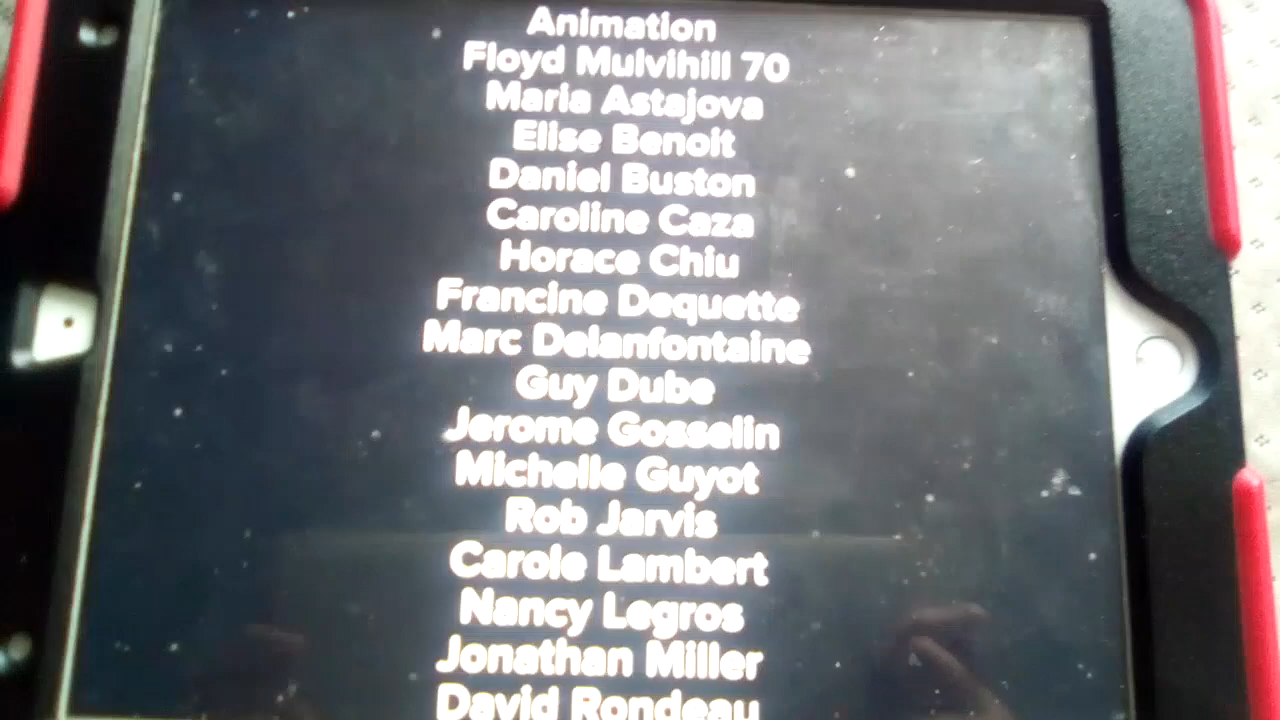 Animation
Floyd Mulvihill 70
Maria Astajova
Elise Benoit
Daniel Buston
Caroline Caza
Horace Chiu
Francine Dequette
Marc Delanfontaine
Guy Dube
Jerome Gosselin
Michelle Guyot
Rob Jarvis
Carole Lambert
Nancy Legros
Jonathan Miller
David Rondeau